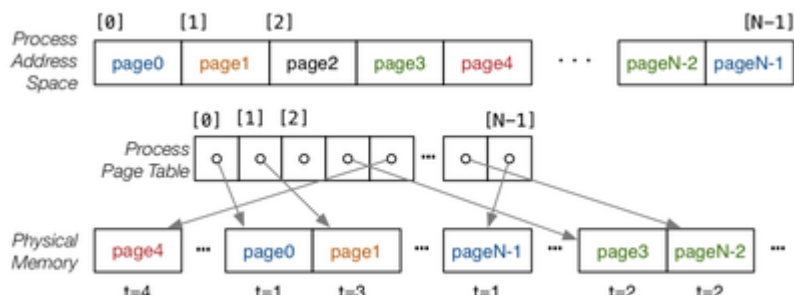 [0] [1] [2] [N-1]
Process
Address
Space
page0 page1 page2 page3 page4 . . . pageN-2 pageN-1
[0] [1] [2] [N-1]
Process
Page Table
...
Physical
Memory
page4 ... page0 page1 ... pageN-1 ... page3 pageN-2 ...
t=4 t=1 t=3 t=1 t=2 t=2